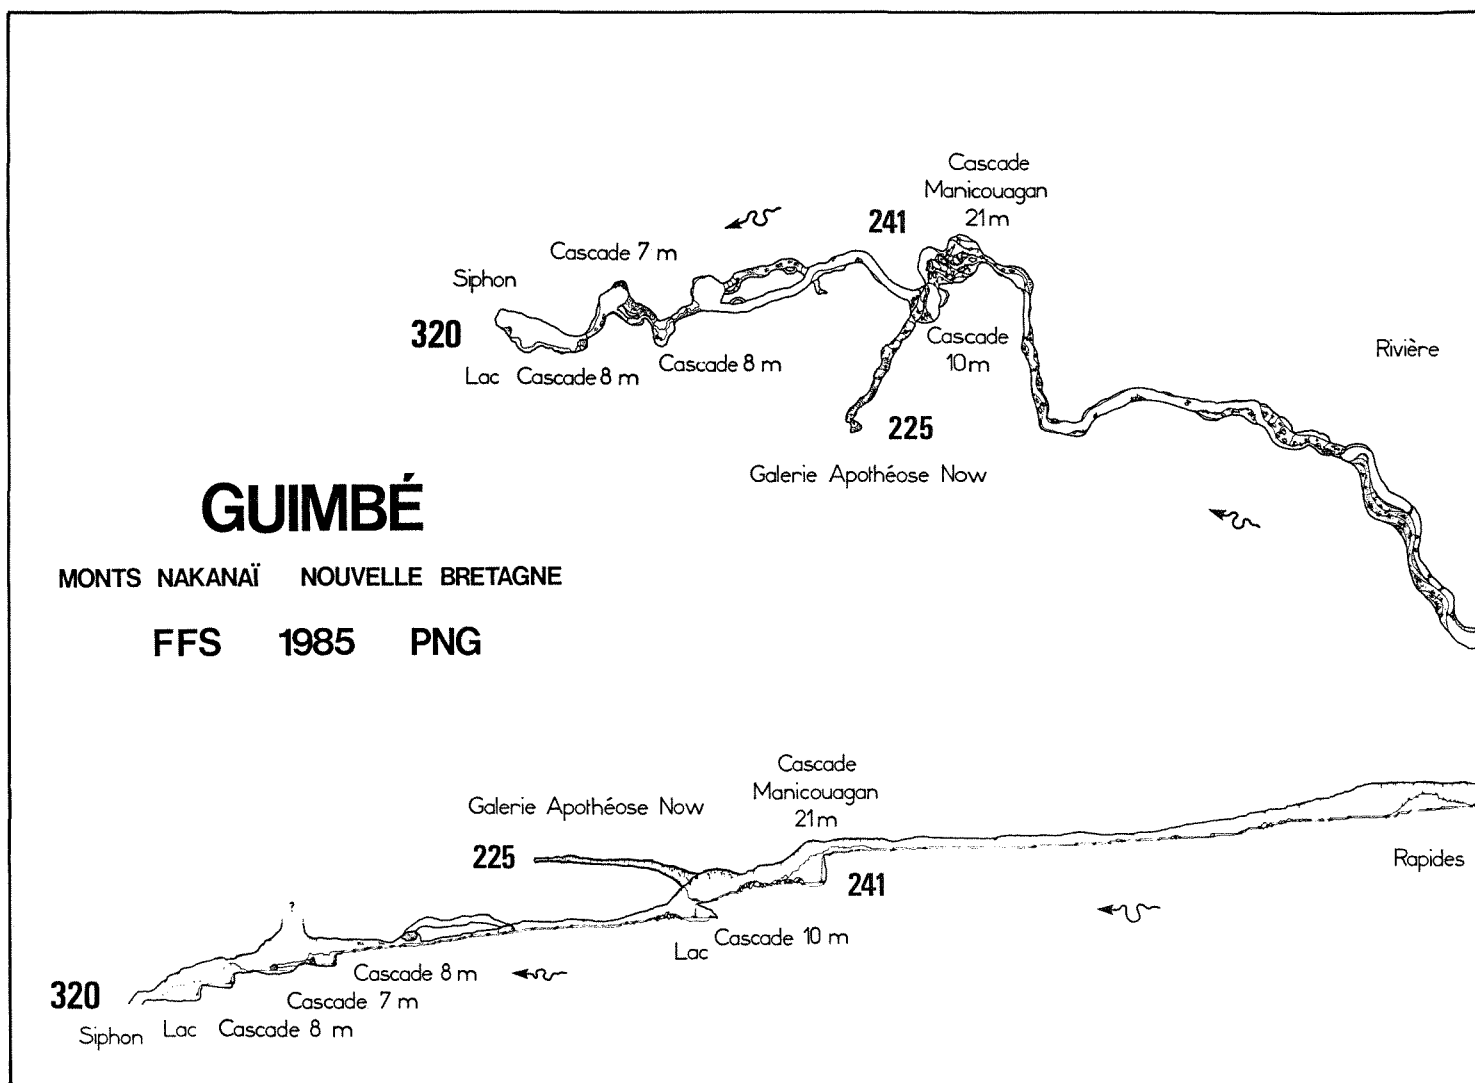 Cascade
Manicouagan
21m
241
Cascade 7 m
Siphon
320
Cascade
10m
Rivière
Lac Cascade 8 m
Cascade 8 m
225
Galerie Apothéose Now
GUIMBÉ
MONTS NAKANAÏ NOUVELLE BRETAGNE
FFS 1985 PNG
Cascade
Manicouagan
21m
Galerie Apothéose Now
225
241
Rapides
?
Lac Cascade 10 m
Cascade 8 m
320
Cascade 7 m
Siphon Lac Cascade 8 m